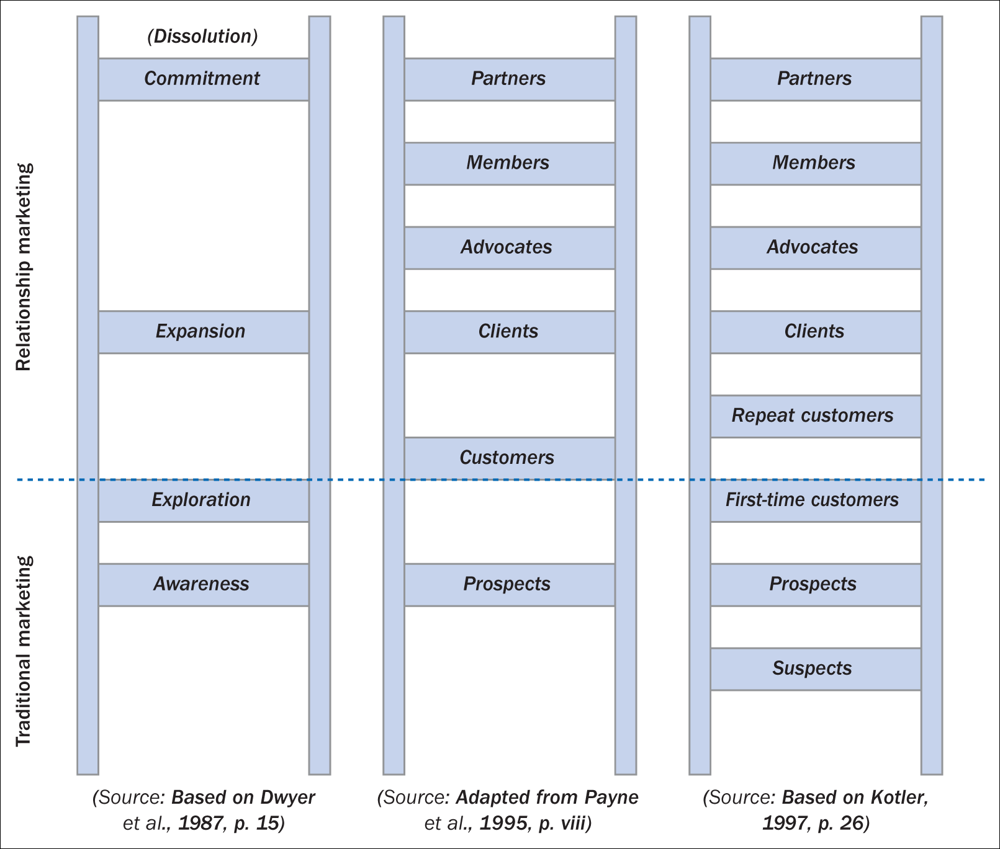 Relationship marketing
Traditional marketing
(Dissolution)
Commitment
Expansion
Exploration
Awareness
(Source: Based on Dwyer
et al., 1987, p. 15)
Partners
Members
Advocates
Clients
Customers
Prospects
(Source: Adapted from Payne
et al., 1995, p. viii)
Partners
Members
Advocates
Clients
Repeat customers
First-time customers
Prospects
Suspects
(Source: Based on Kotler,
1997, p. 26)